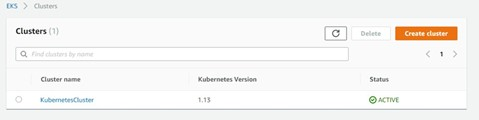 EKS > Clusters
Clusters (1)
Delete
Create cluster
Find clusters by name
< 1 >
Cluster name Kubernetes Version Status
KubernetesCluster 1.13 ACTIVE